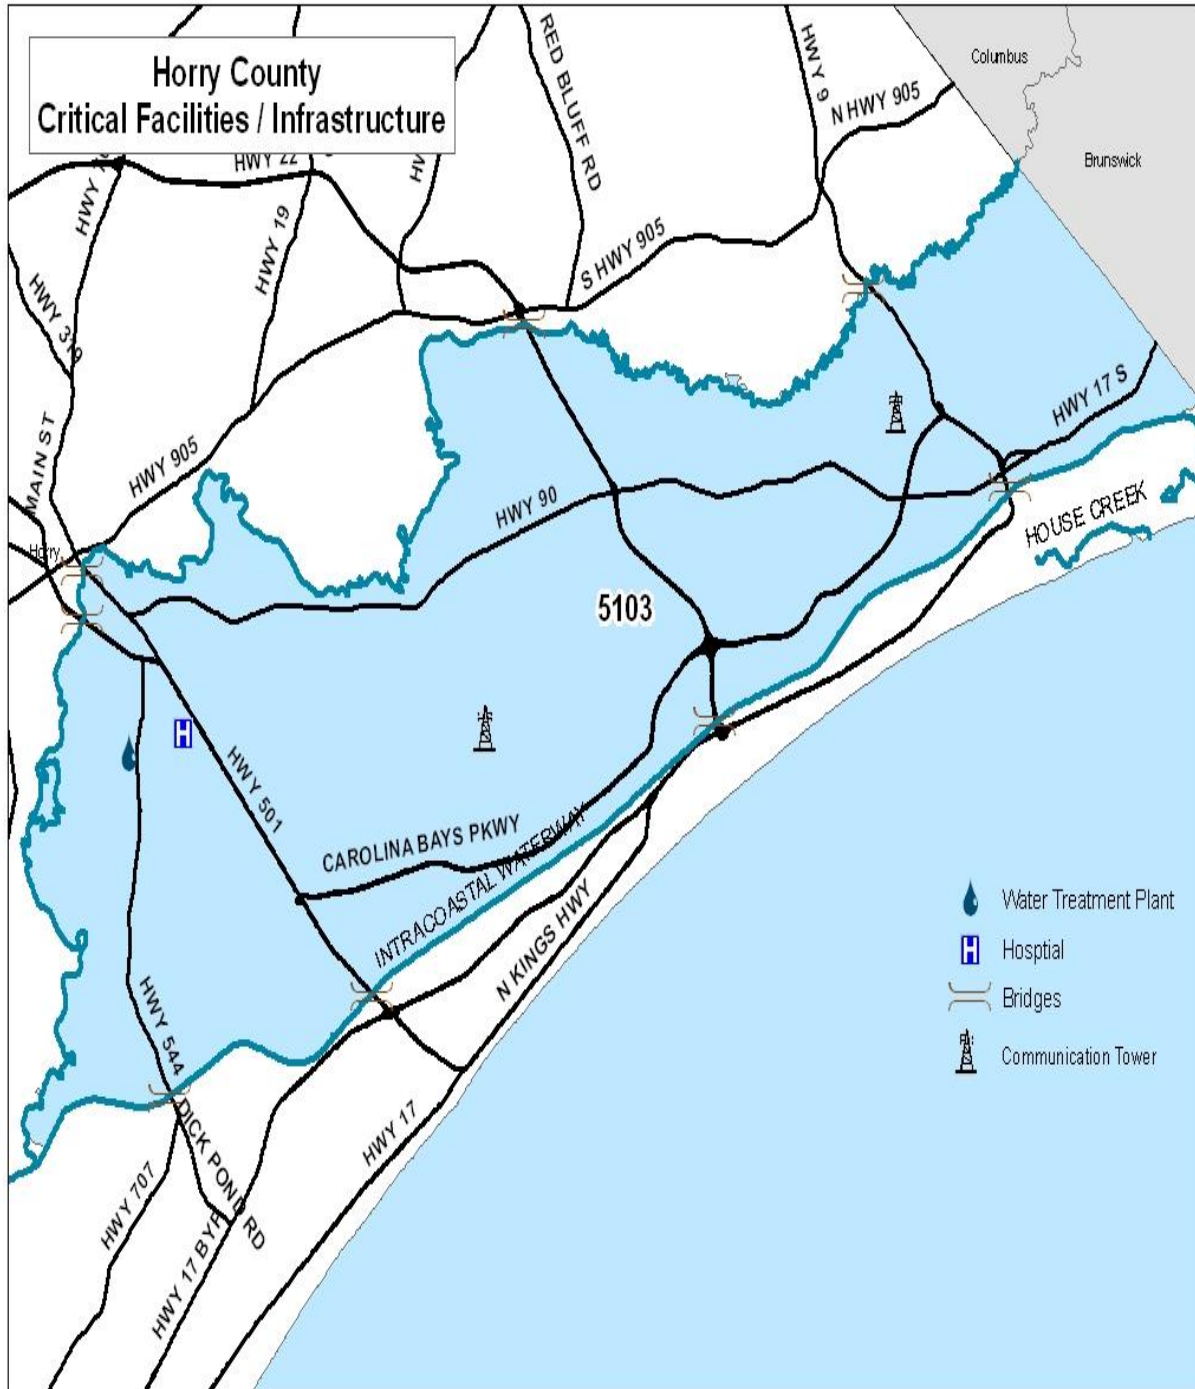 Horry County
Critical Facilities / Infrastructure
Columbus
Brunswick
RED BLUFF RD
HWY 9
N HWY 905
HWY 22
HWY 19
S HWY 905
HWY 319
MAIN ST
HWY 905
HWY 17 S
HWY 90
HOUSE CREEK
Horry
5103
HWY 501
CAROLINA BAYS PKWY
INTRACOASTAL WATERWAY
N KINGS HWY
Water Treatment Plant
H
H
Hosptial
Bridges
Communication Tower
HWY 544
DICK POND RD
HWY 17
HWY 707
HWY 17 BYP